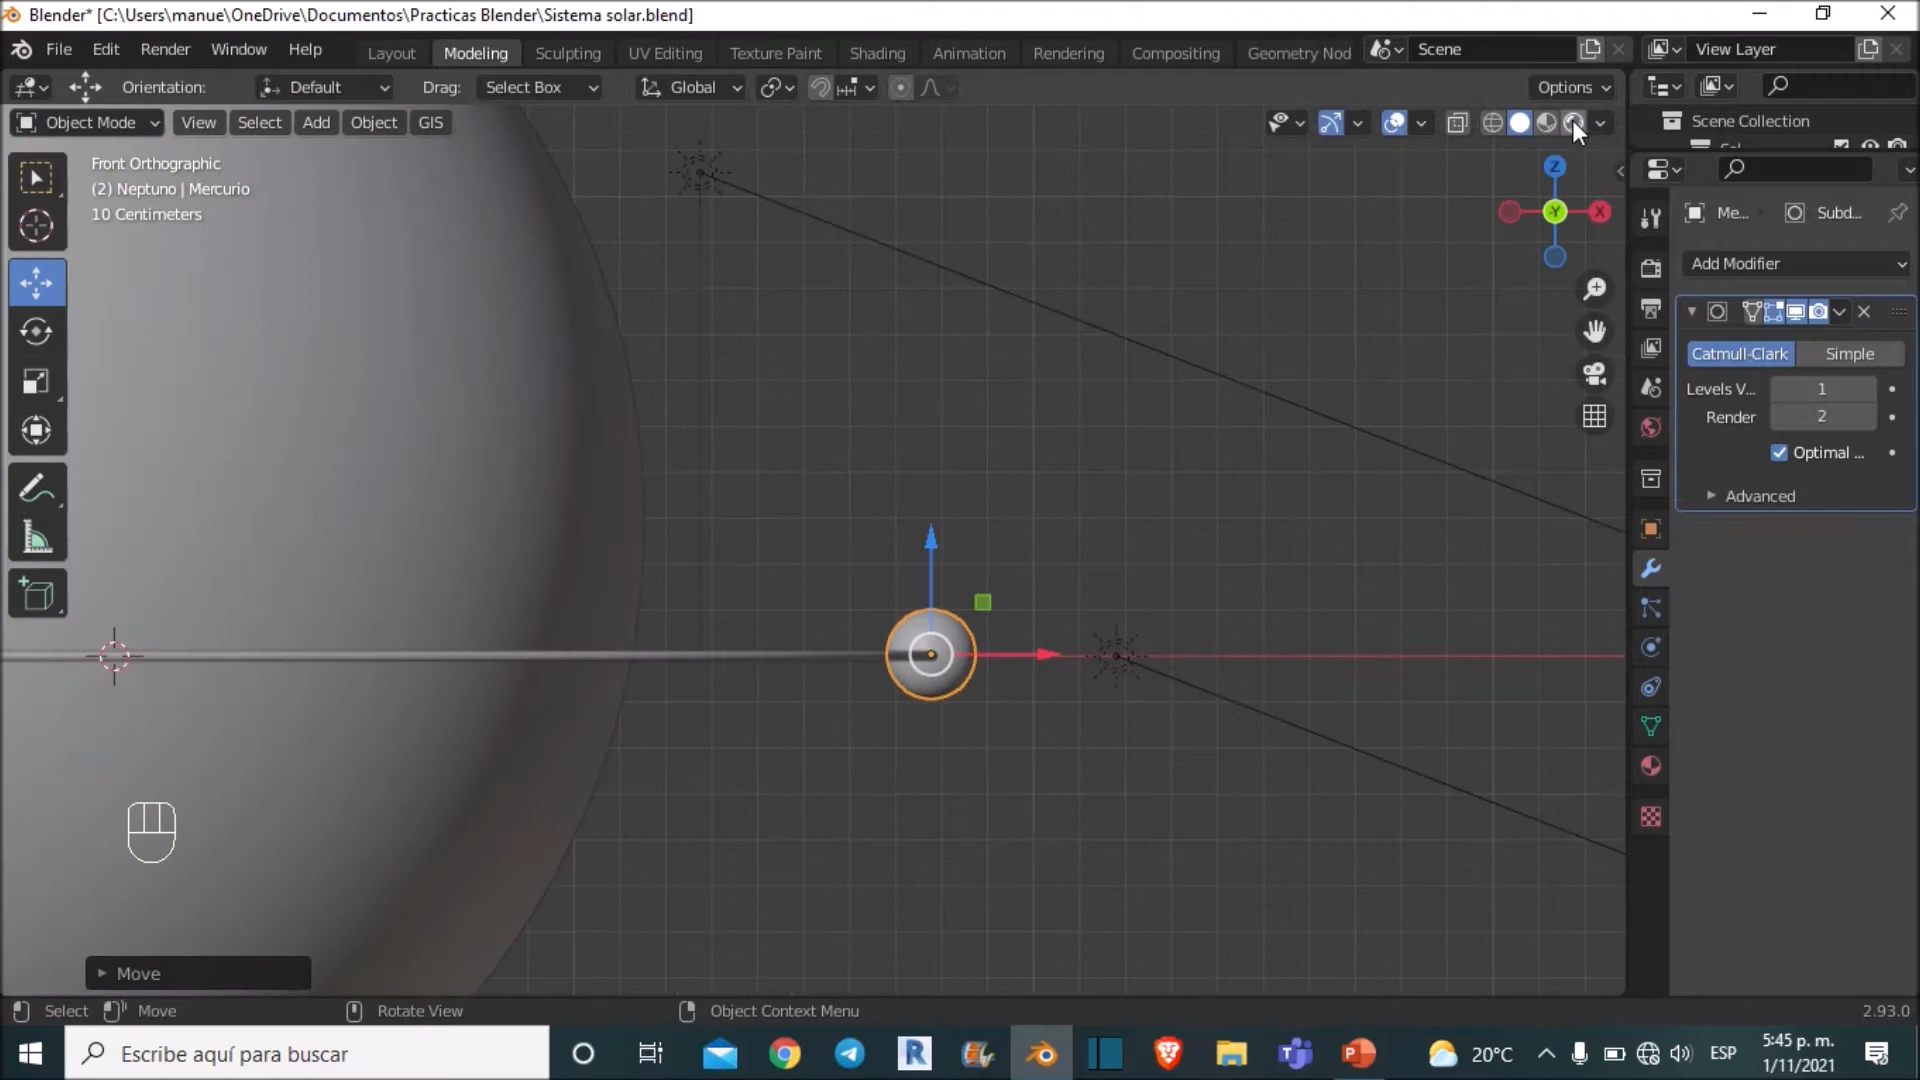 Blender* [C:\Users\manue\OneDrive\Documentos\Practicas Blender\Sistema solar.blend]
File Edit Render Window Help
Layout Modeling Sculpting UV Editing Texture Paint Shading Animation Rendering Compositing Geometry Nod
Scene
View Layer
Orientation: Default Drag: Select Box Global Options
Object Mode View Select Add Object GIS
Scene Collection
Front Orthographic
(2) Neptuno | Mercurio
10 Centimeters
Z
-Y
X
Me... Subd...
Add Modifier
Catmull-Clark Simple
Levels V... 1
Render 2
Optimal ...
Advanced
Move
Select Move Rotate View Object Context Menu 2.93.0
Escribe aquí para buscar
20°C
ESP
5:45 p. m.
1/11/2021